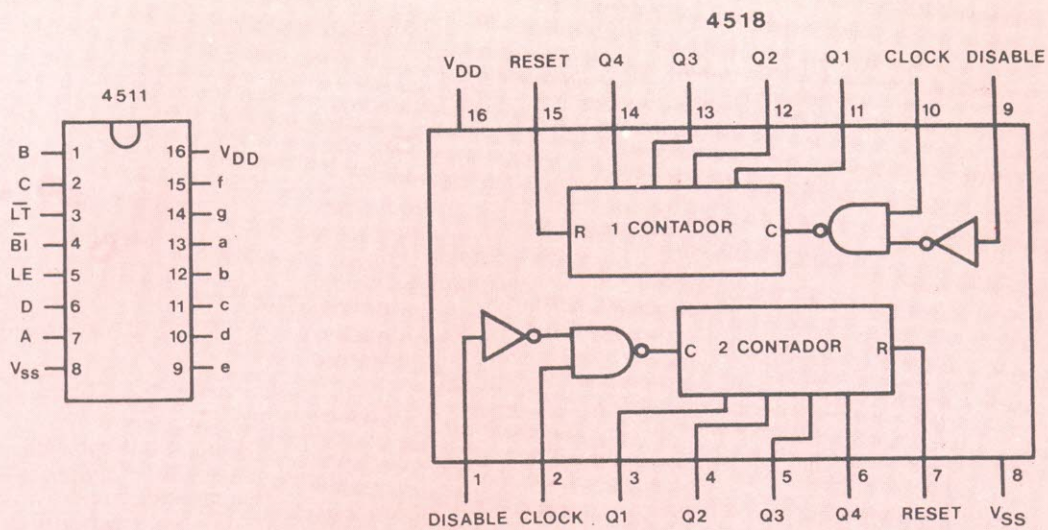 4511
B 1 16 VDD
C 2 15 f
L̅T̅ 3 14 g
B̅I̅ 4 13 a
LE 5 12 b
D 6 11 c
A 7 10 d
VSS 8 9 e
4518
VDD RESET Q4 Q3 Q2 Q1 CLOCK DISABLE
16 15 14 13 12 11 10 9
R 1 CONTADOR C
C 2 CONTADOR R
1 2 3 4 5 6 7 8
DISABLE CLOCK Q1 Q2 Q3 Q4 RESET VSS